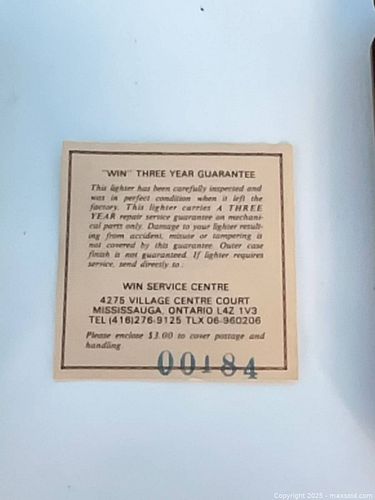 "WIN" THREE YEAR GUARANTEE
This lighter has been carefully inspected and
was in perfect condition when it left the
factory. This lighter carries A THREE
YEAR repair service guarantee on mechani-
cal parts only. Damage to your lighter result-
ing from accident, misuse or tampering is
not covered by this guarantee. Outer case
finish is not guaranteed. If lighter requires
service, send directly to:
WIN SERVICE CENTRE
4275 VILLAGE CENTRE COURT
MISSISSAUGA, ONTARIO L4Z 1V3
TEL (416)276-9125 TLX 06-960206
Please enclose $3.00 to cover postage and
handling
00184
Copyright 2025 - maxsold.com